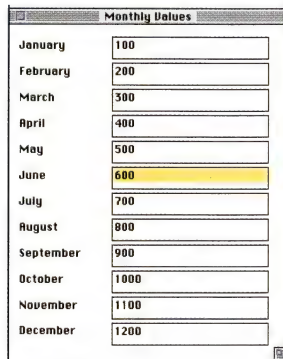 Monthly Values
January 100
February 200
March 300
April 400
May 500
June 600
July 700
August 800
September 900
October 1000
November 1100
December 1200